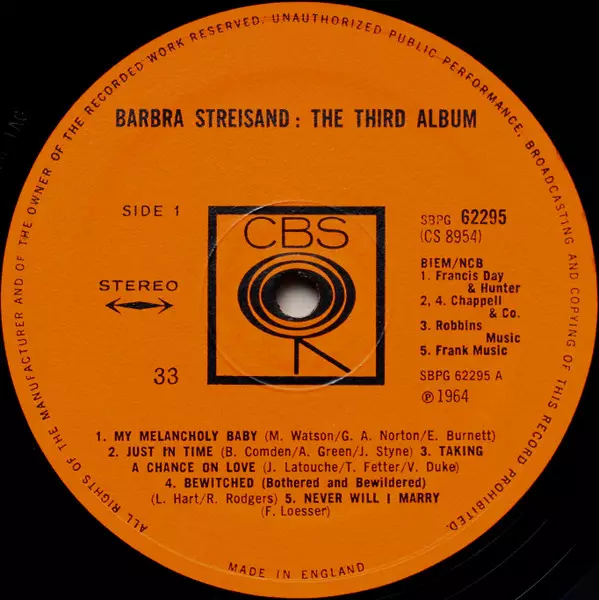 ALL RIGHTS OF THE MANUFACTURER AND OF THE OWNER OF THE RECORDED WORK RESERVED. UNAUTHORIZED PUBLIC PERFORMANCE, BROADCASTING AND COPYING OF THIS RECORD PROHIBITED.
BARBRA STREISAND: THE THIRD ALBUM
SIDE 1
CBS
STEREO
33
SBPG 62295
(CS 8954)
BIEM/NCB
1. Francis Day
& Hunter
2, 4. Chappell
& Co.
3. Robbins
Music
5. Frank Music
SBPG 62295 A
℗ 1964
1. MY MELANCHOLY BABY (M. Watson/G. A. Norton/E. Burnett)
2. JUST IN TIME (B. Comden/A. Green/J. Styne) 3. TAKING
A CHANCE ON LOVE (J. Latouche/T. Fetter/V. Duke)
4. BEWITCHED (Bothered and Bewildered)
(L. Hart/R. Rodgers) 5. NEVER WILL I MARRY
(F. Loesser)
MADE IN ENGLAND